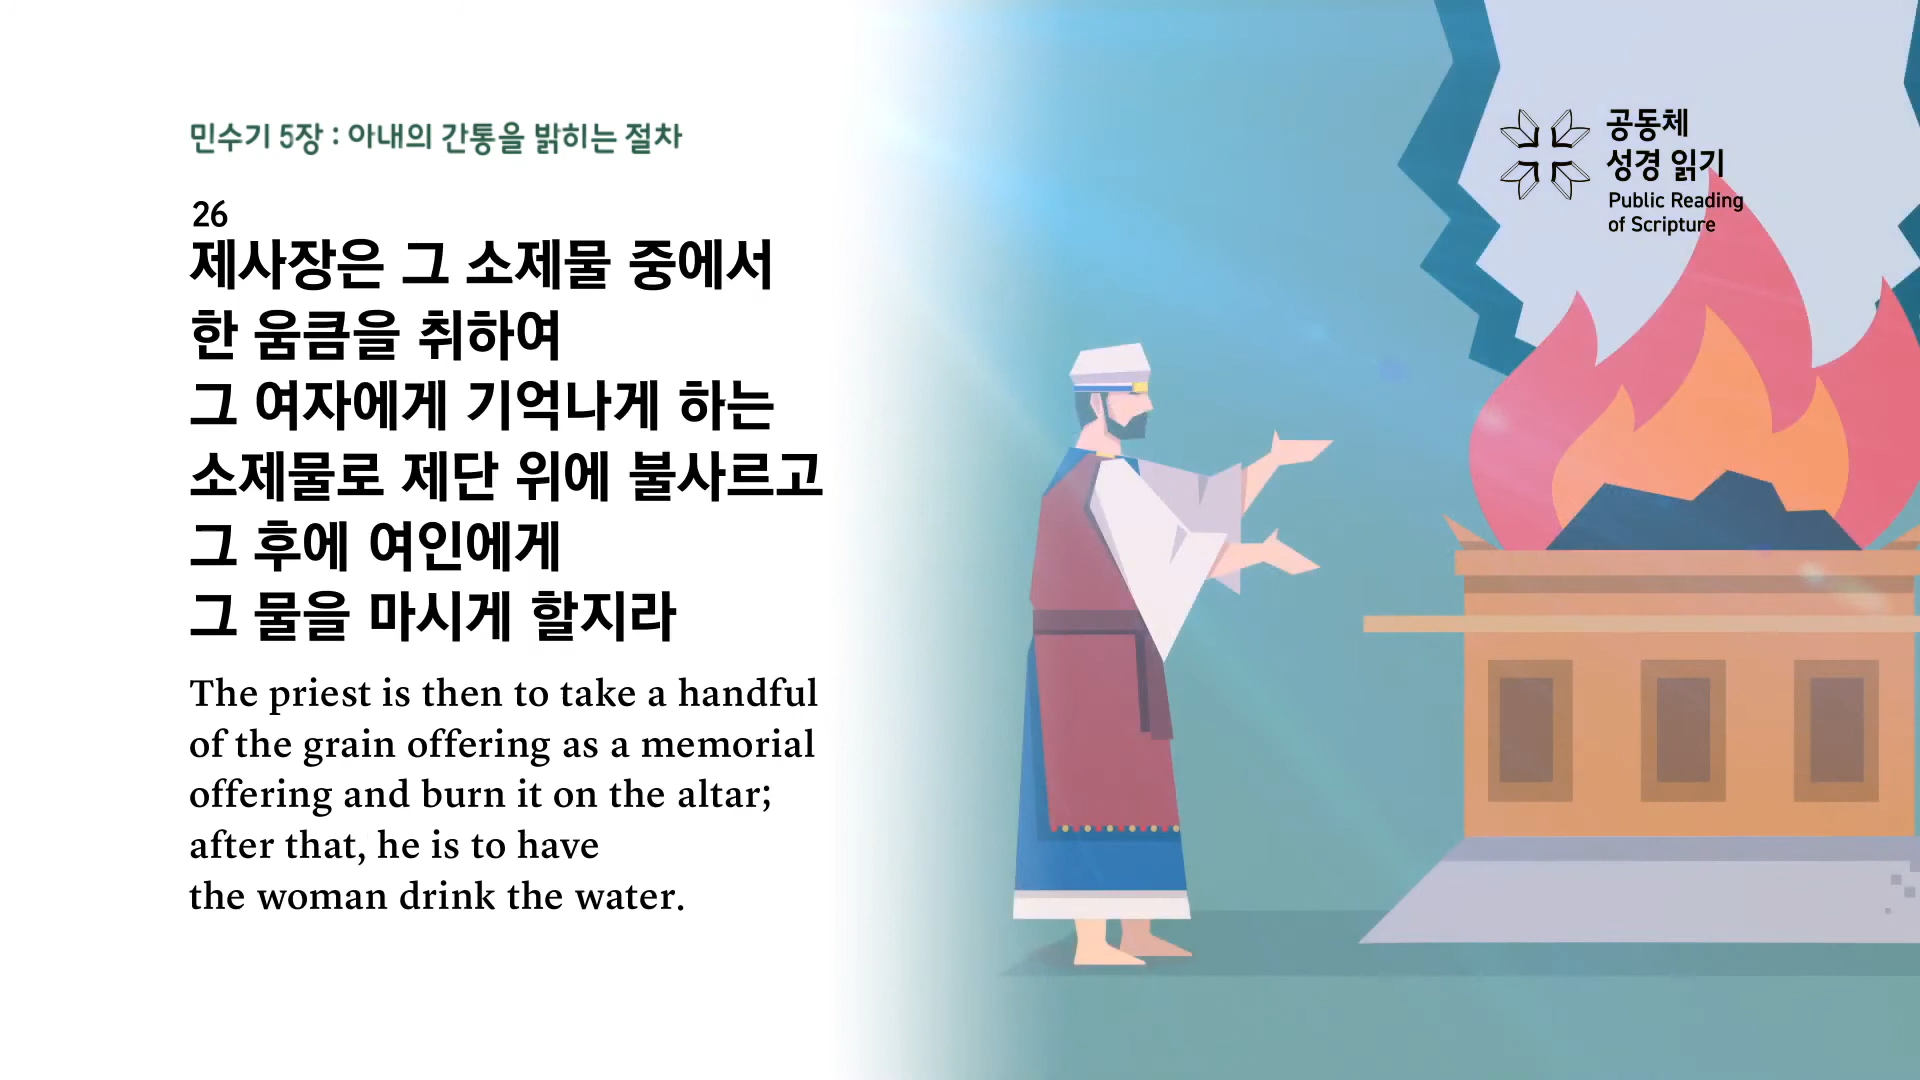 민수기 5장 : 아내의 간통을 밝히는 절차
26
제사장은 그 소제물 중에서
한 움큼을 취하여
그 여자에게 기억나게 하는
소제물로 제단 위에 불사르고
그 후에 여인에게
그 물을 마시게 할지라
The priest is then to take a handful
of the grain offering as a memorial
offering and burn it on the altar;
after that, he is to have
the woman drink the water.
공동체
성경 읽기
Public Reading
of Scripture